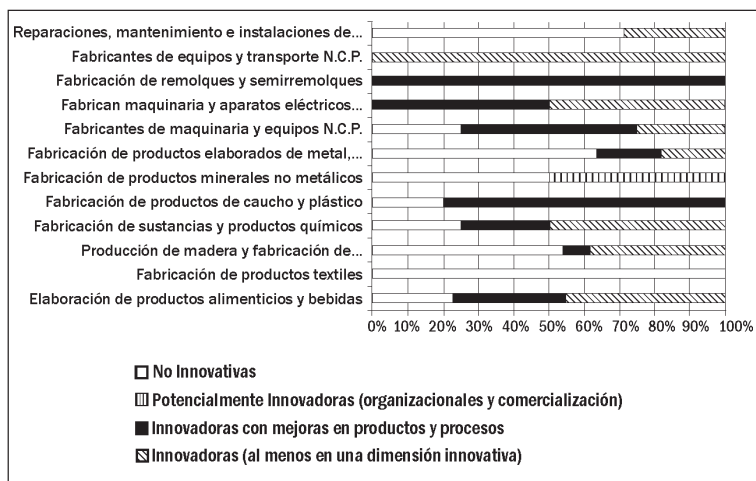 Reparaciones, mantenimiento e instalaciones de...
Fabricantes de equipos y transporte N.C.P.
Fabricación de remolques y semirremolques
Fabrican maquinaria y aparatos eléctricos...
Fabricantes de maquinaria y equipos N.C.P.
Fabricación de productos elaborados de metal,...
Fabricación de productos minerales no metálicos
Fabricación de productos de caucho y plástico
Fabricación de sustancias y productos químicos
Producción de madera y fabricación de...
Fabricación de productos textiles
Elaboración de productos alimenticios y bebidas
0% 10% 20% 30% 40% 50% 60% 70% 80% 90% 100%
No Innovativas
Potencialmente Innovadoras (organizacionales y comercialización)
Innovadoras con mejoras en productos y procesos
Innovadoras (al menos en una dimensión innovativa)